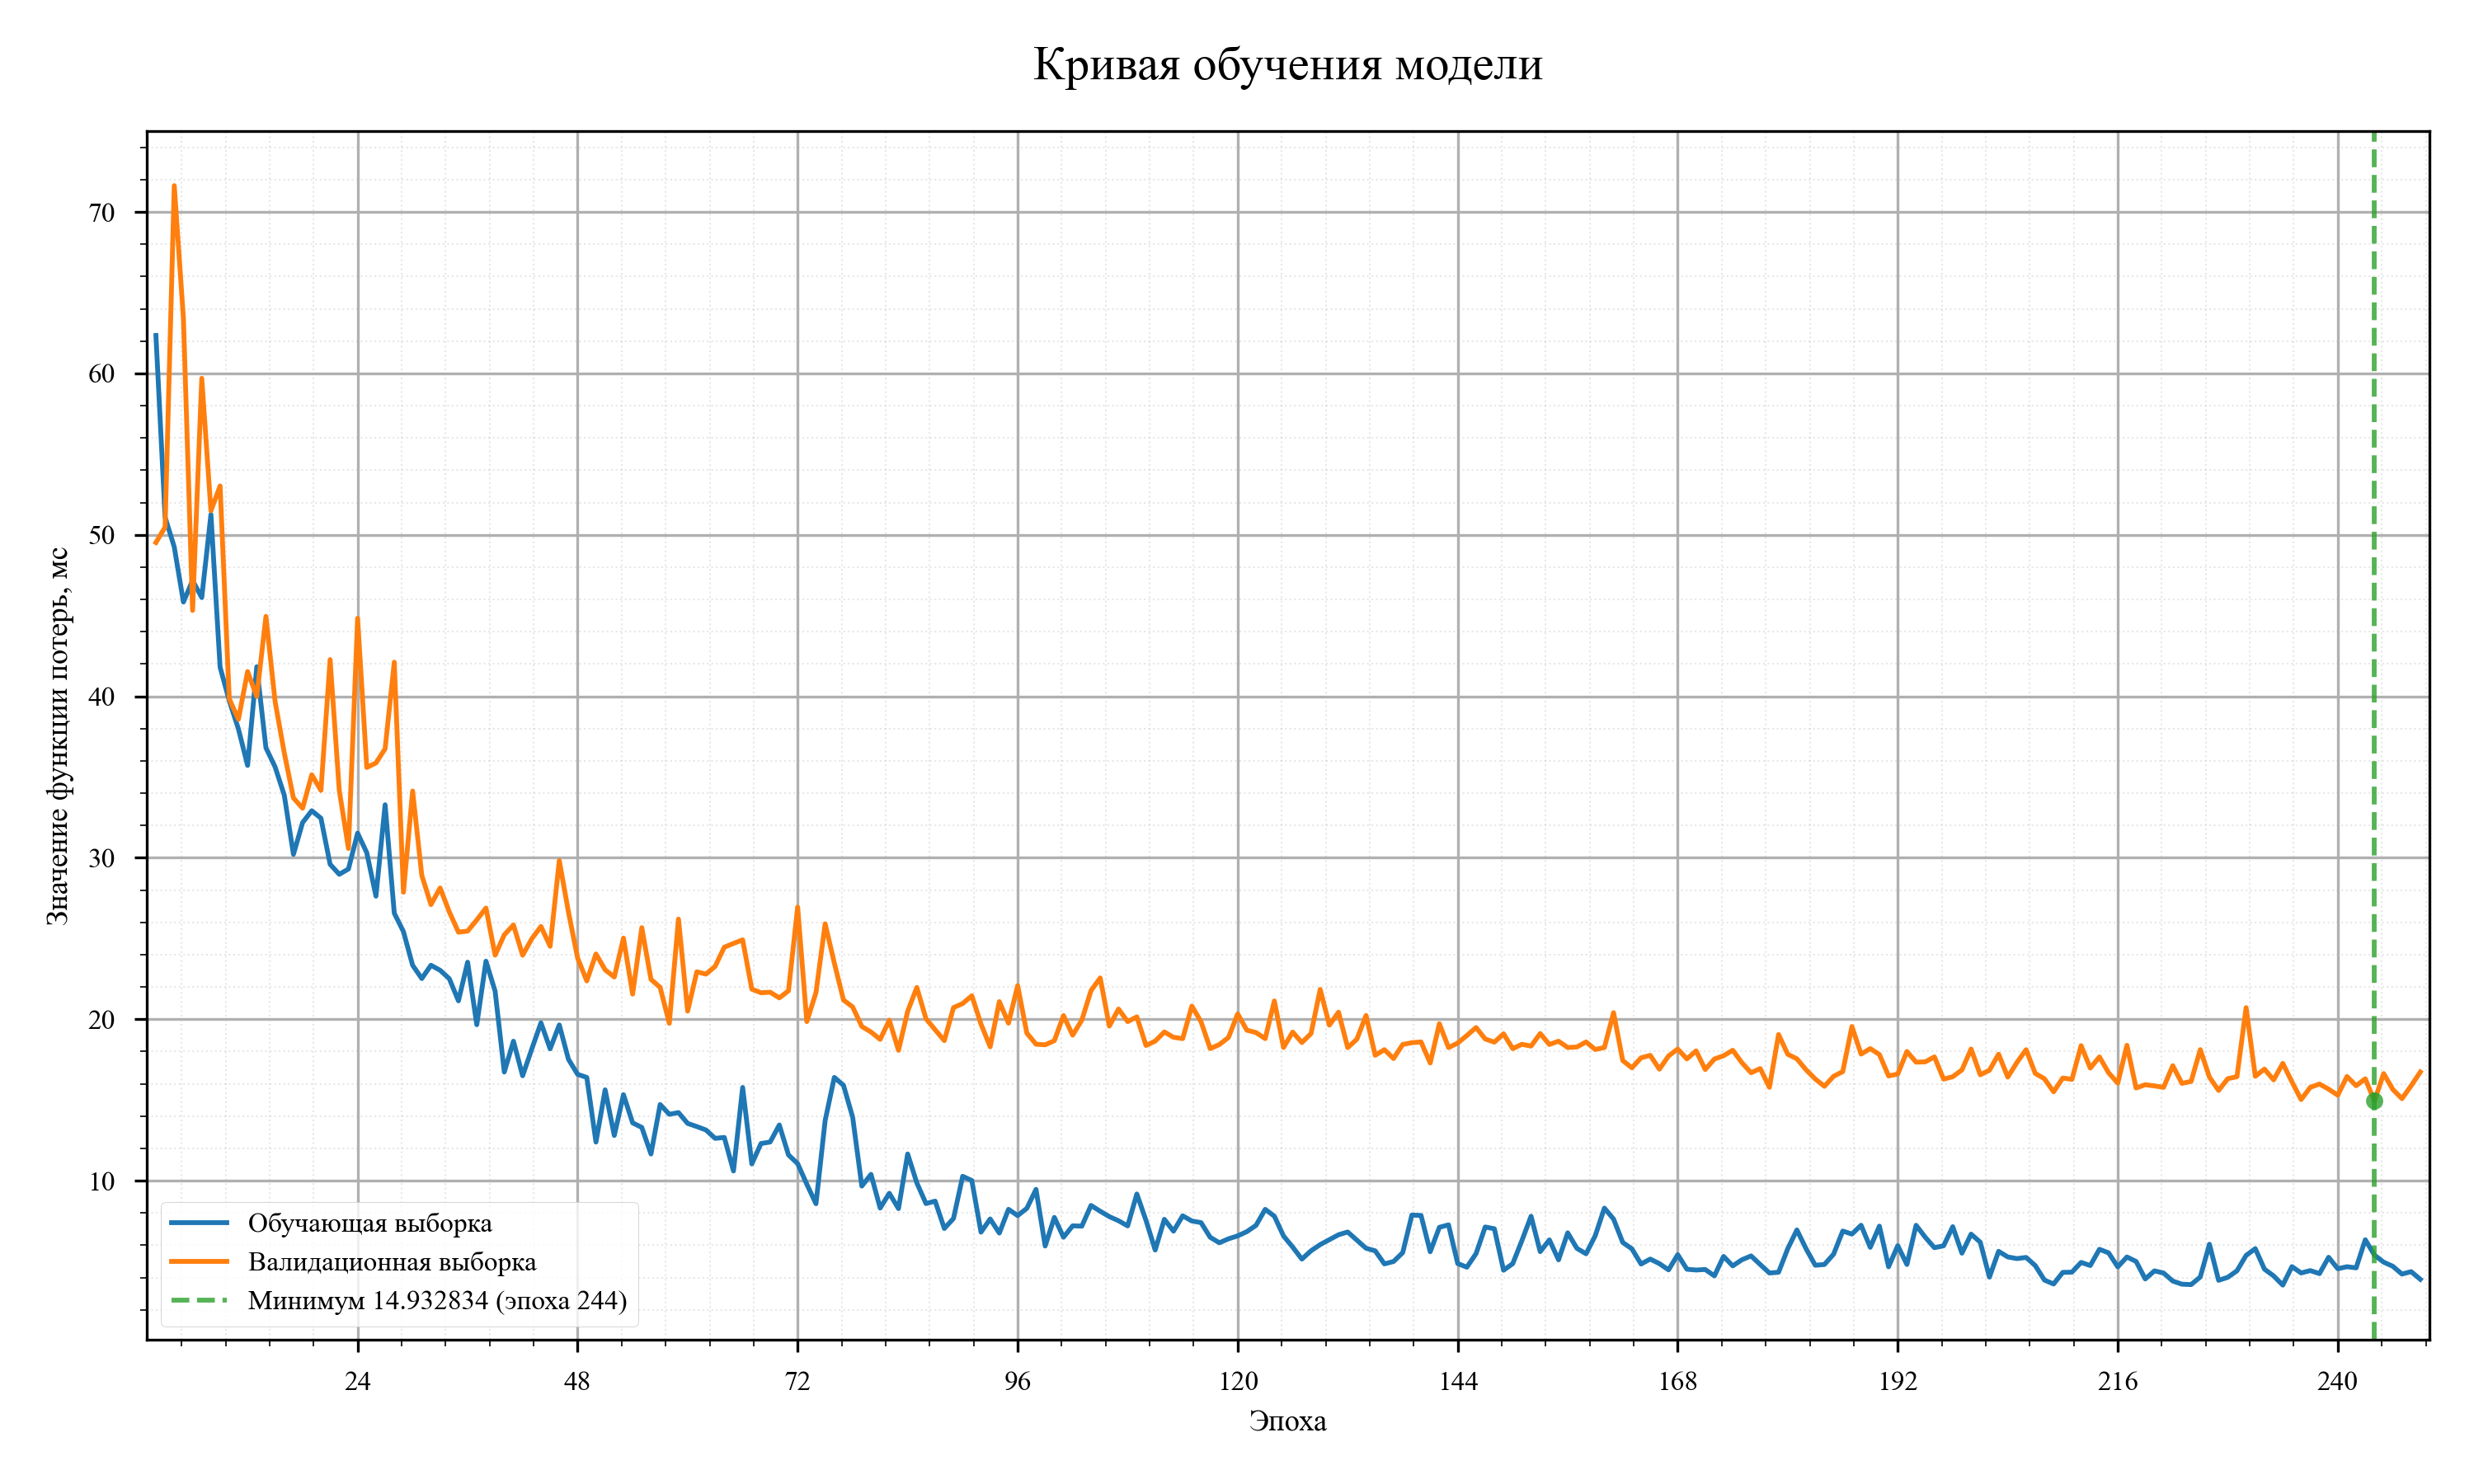 Кривая обучения модели
Значение функции потерь, мс
70
60
50
40
30
20
10
Обучающая выборка
Валидационная выборка
Минимум 14.932834 (эпоха 244)
24 48 72 96 120 144 168 192 216 240
Эпоха